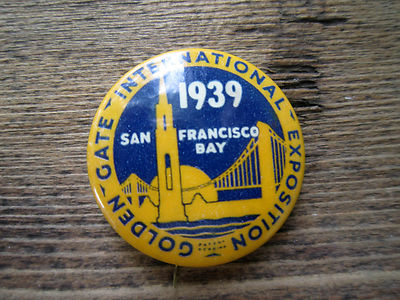 GOLDEN-GATE-INTERNATIONAL-EXPOSITION
1939
SAN FRANCISCO
BAY